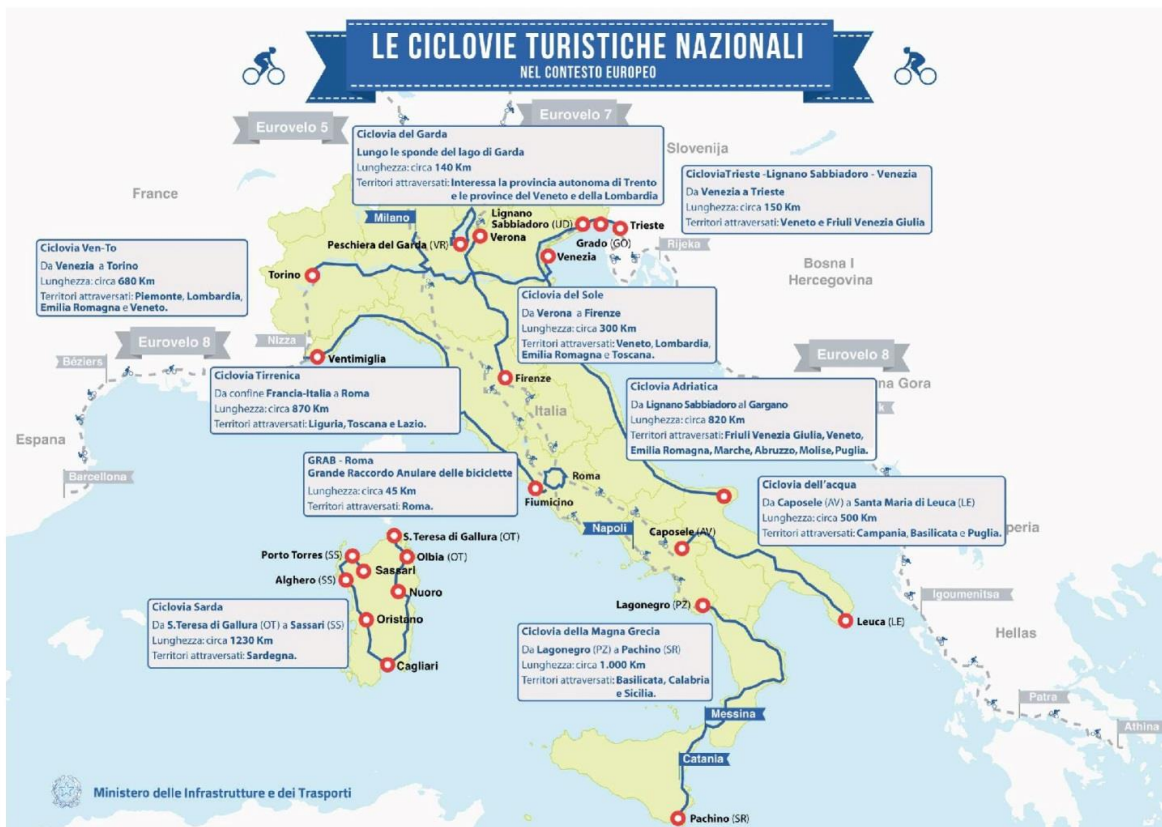 LE CICLOVIE TURISTICHE NAZIONALI
NEL CONTESTO EUROPEO
Eurovelo 5
Eurovelo 7
Slovenija
France
Ciclovia del Garda
Lungo le sponde del lago di Garda
Lunghezza: circa 140 Km
Territori attraversati: Interessa la provincia autonoma di Trento
e le province del Veneto e della Lombardia
CicloviaTrieste -Lignano Sabbiadoro - Venezia
Da Venezia a Trieste
Lunghezza: circa 150 Km
Territori attraversati: Veneto e Friuli Venezia Giulia
Milano
Lignano
Sabbiadoro (UD)
Trieste
Peschiera del Garda (VR)
Verona
Grado (GO)
Rijeka
Venezia
Bosna I
Hercegovina
Ciclovia Ven-To
Da Venezia a Torino
Lunghezza: circa 680 Km
Territori attraversati: Piemonte, Lombardia,
Emilia Romagna e Veneto.
Torino
Ciclovia del Sole
Da Verona a Firenze
Lunghezza: circa 300 Km
Territori attraversati: Veneto, Lombardia,
Emilia Romagna e Toscana.
Eurovelo 8
Nizza
Béziers
Ventimiglia
Eurovelo 8
na Gora
Ciclovia Tirrenica
Da confine Francia-Italia a Roma
Lunghezza: circa 870 Km
Territori attraversati: Liguria, Toscana e Lazio.
Firenze
Italia
Ciclovia Adriatica
Da Lignano Sabbiadoro al Gargano
Lunghezza: circa 820 Km
Territori attraversati: Friuli Venezia Giulia, Veneto,
Emilia Romagna, Marche, Abruzzo, Molise, Puglia.
Espana
Barcellona
GRAB - Roma
Grande Raccordo Anulare delle biciclette
Lunghezza: circa 45 Km
Territori attraversati: Roma.
Roma
Fiumicino
Ciclovia dell'acqua
Da Caposele (AV) a Santa Maria di Leuca (LE)
Lunghezza: circa 500 Km
Territori attraversati: Campania, Basilicata e Puglia.
peria
Napoli
Caposele (AV)
S.Teresa di Gallura (OT)
Porto Torres (SS)
Olbia (OT)
Sassari
Alghero (SS)
Nuoro
Oristano
Cagliari
Ciclovia Sarda
Da S.Teresa di Gallura (OT) a Sassari (SS)
Lunghezza: circa 1230 Km
Territori attraversati: Sardegna.
Lagonegro (PZ)
Leuca (LE)
Igoumenitsa
Hellas
Ciclovia della Magna Grecia
Da Lagonegro (PZ) a Pachino (SR)
Lunghezza: circa 1.000 Km
Territori attraversati: Basilicata, Calabria
e Sicilia.
Messina
Catania
Patra
Athina
Pachino (SR)
Ministero delle Infrastrutture e dei Trasporti